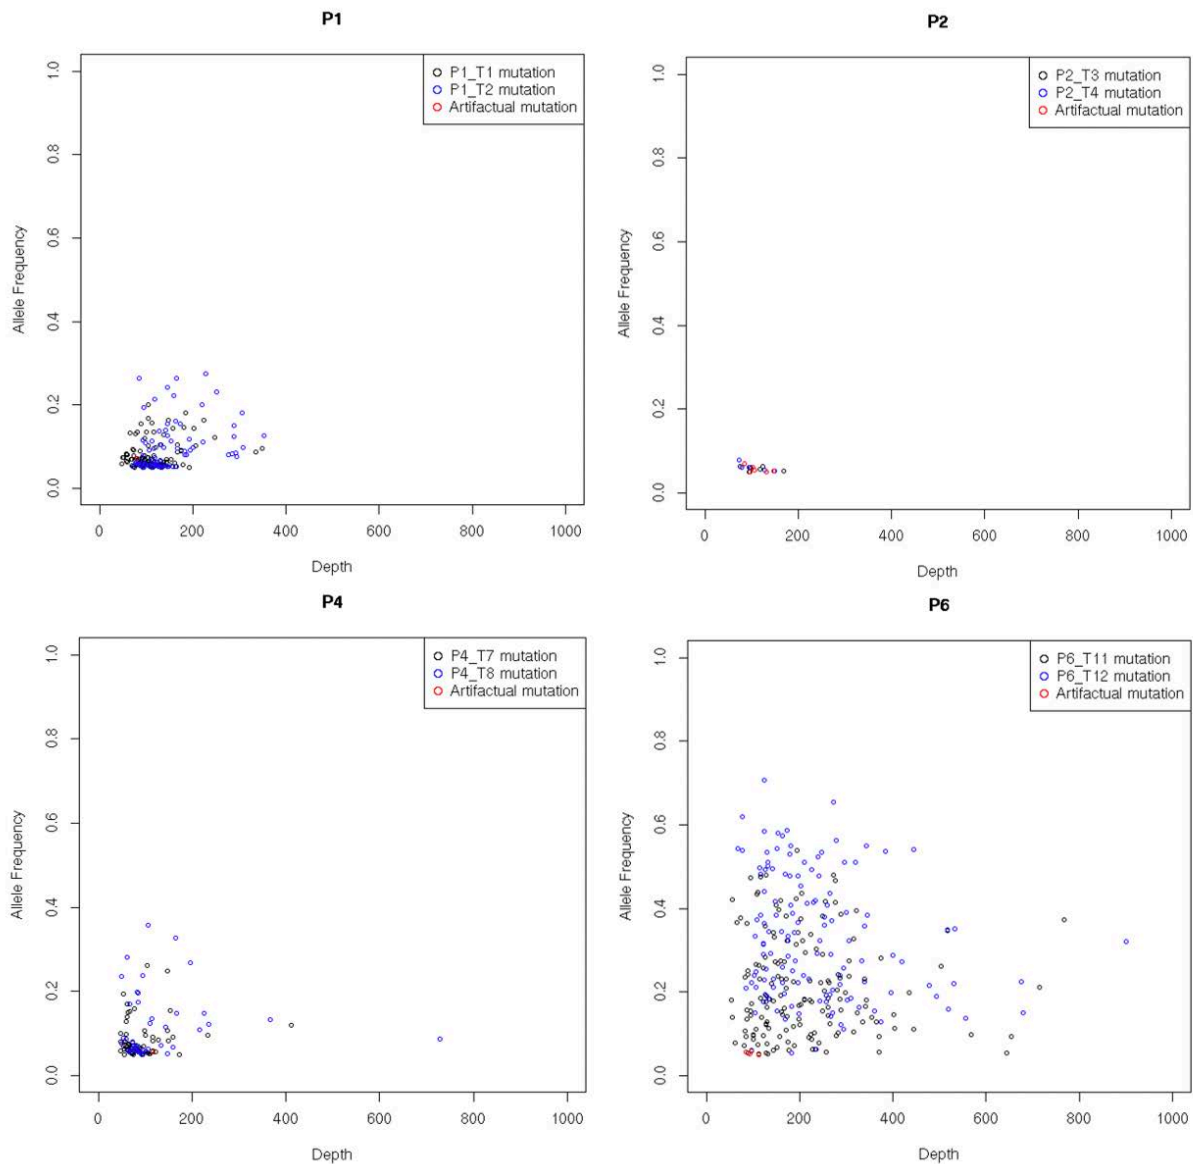 P1
P1_T1 mutation
P1_T2 mutation
Artifactual mutation
Allele Frequency
1.0
0.8
0.6
0.4
0.2
0.0
0 200 400 600 800 1000
Depth
P2
P2_T3 mutation
P2_T4 mutation
Artifactual mutation
Allele Frequency
1.0
0.8
0.6
0.4
0.2
0.0
0 200 400 600 800 1000
Depth
P4
P4_T7 mutation
P4_T8 mutation
Artifactual mutation
Allele Frequency
1.0
0.8
0.6
0.4
0.2
0.0
0 200 400 600 800 1000
Depth
P6
P6_T11 mutation
P6_T12 mutation
Artifactual mutation
Allele Frequency
1.0
0.8
0.6
0.4
0.2
0.0
0 200 400 600 800 1000
Depth